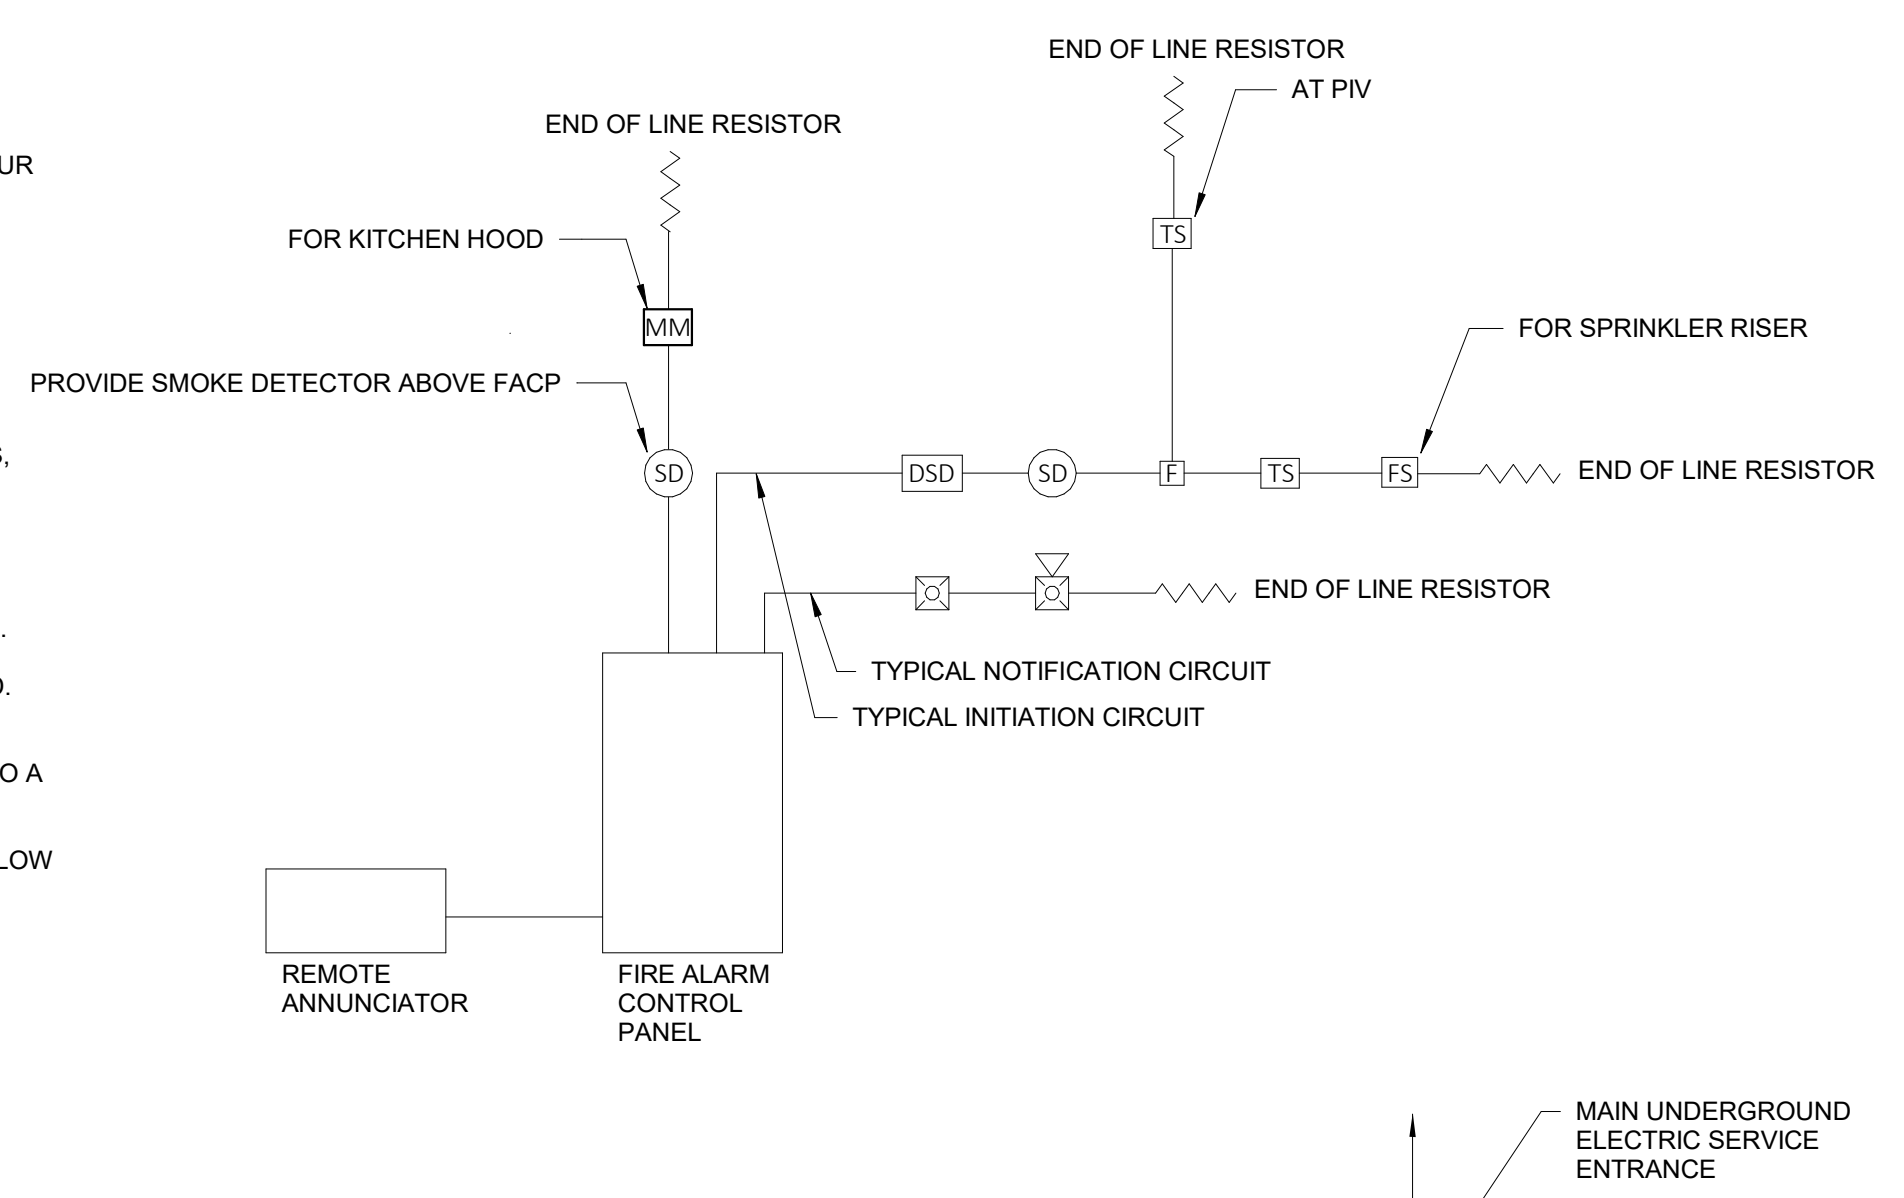 END OF LINE RESISTOR
AT PIV
END OF LINE RESISTOR
UR
TS
FOR KITCHEN HOOD
MM
FOR SPRINKLER RISER
PROVIDE SMOKE DETECTOR ABOVE FACP
S,
SD
DSD
SD
F
TS
FS
END OF LINE RESISTOR
END OF LINE RESISTOR
.
TYPICAL NOTIFICATION CIRCUIT
D.
TYPICAL INITIATION CIRCUIT
O A
LOW
REMOTE
ANNUNCIATOR
FIRE ALARM
CONTROL
PANEL
MAIN UNDERGROUND
ELECTRIC SERVICE
ENTRANCE